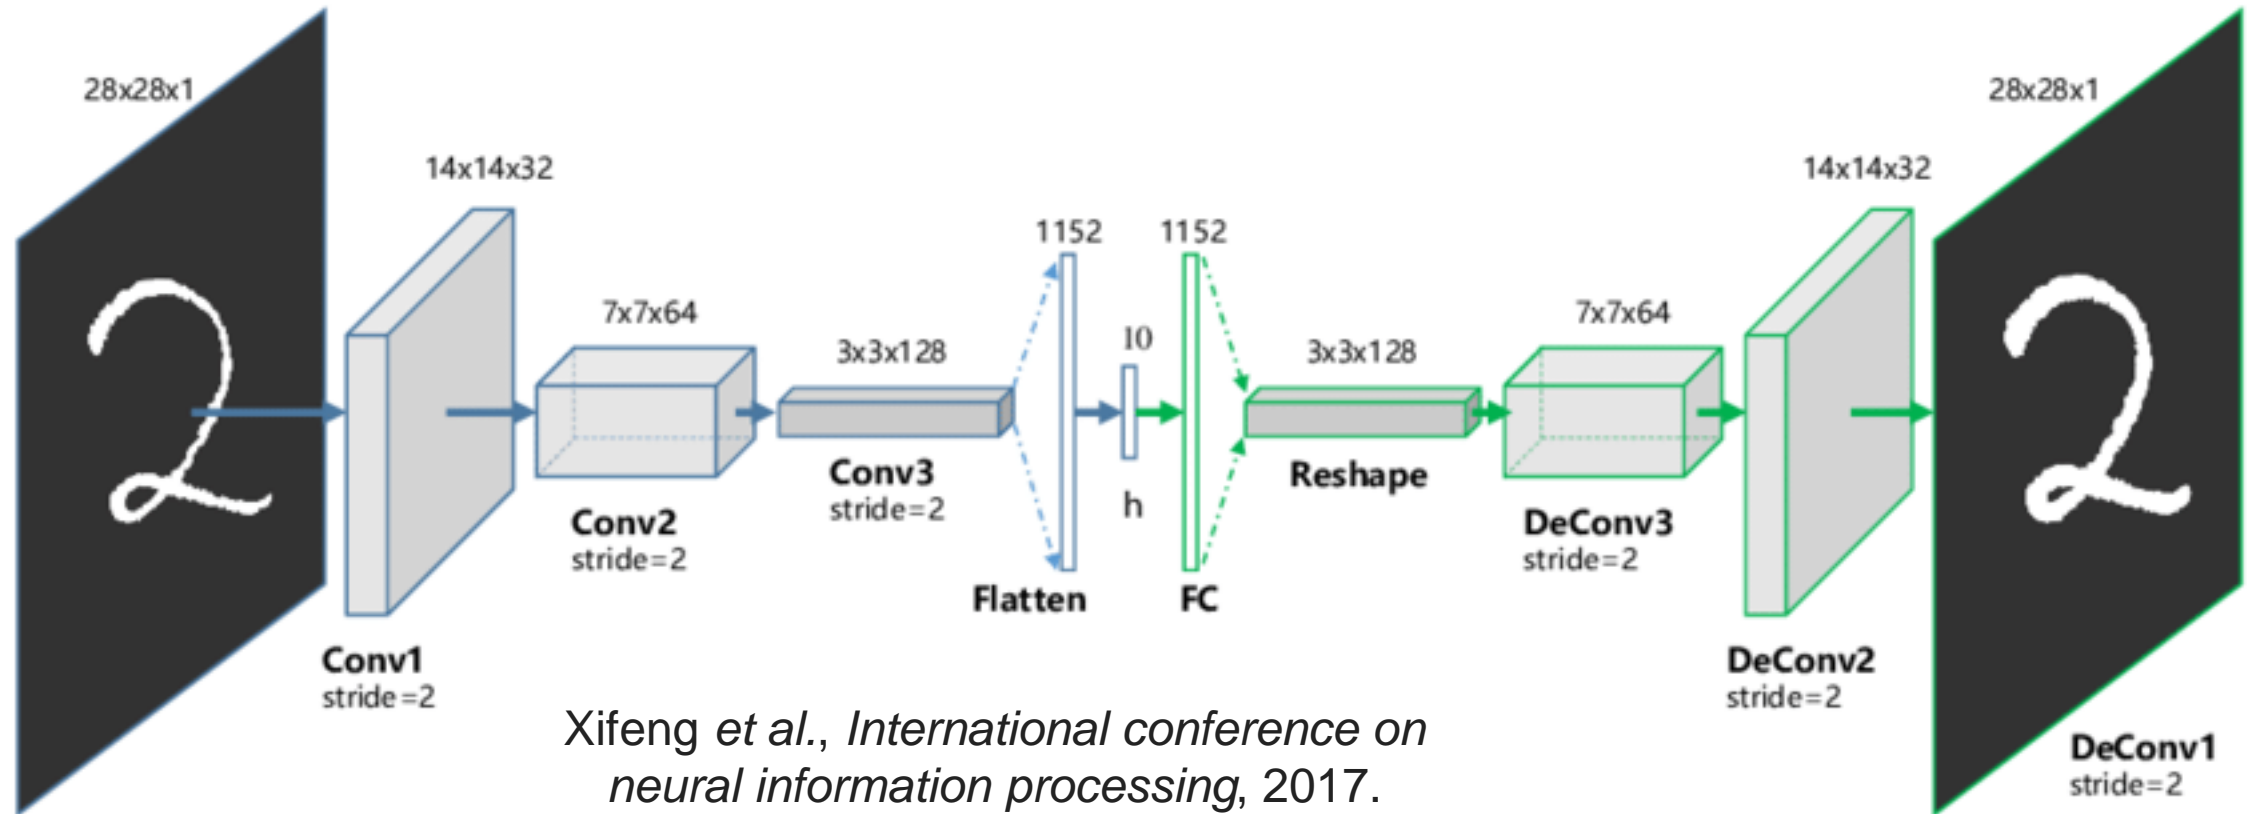 28x28x1
14x14x32
7x7x64
3x3x128
1152
10
1152
3x3x128
7x7x64
14x14x32
28x28x1
Conv1
stride=2
Conv2
stride=2
Conv3
stride=2
Flatten
h
FC
Reshape
DeConv3
stride=2
DeConv2
stride=2
DeConv1
stride=2
2
2
Xifeng et al., International conference on
neural information processing, 2017.